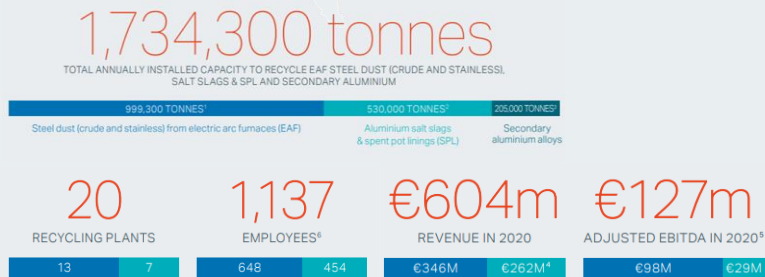 1,734,300 tonnes
TOTAL ANNUALLY INSTALLED CAPACITY TO RECYCLE EAF STEEL DUST (CRUDE AND STAINLESS),
SALT SLAGS & SPL AND SECONDARY ALUMINIUM
999,300 TONNES¹ 530,000 TONNES² 205,000 TONNES³
Steel dust (crude and stainless) from electric arc furnaces (EAF) Aluminium salt slags Secondary
& spent pot linings (SPL) aluminium alloys
20 1,137 €604m €127m
RECYCLING PLANTS EMPLOYEES⁶ REVENUE IN 2020 ADJUSTED EBITDA IN 2020⁵
13 7 648 454 €346M €262M⁴ €98M €29M